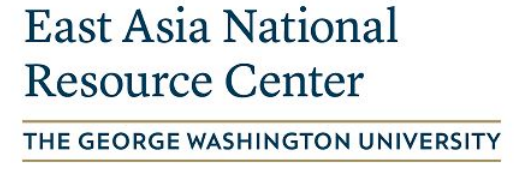 East Asia National
Resource Center
THE GEORGE WASHINGTON UNIVERSITY